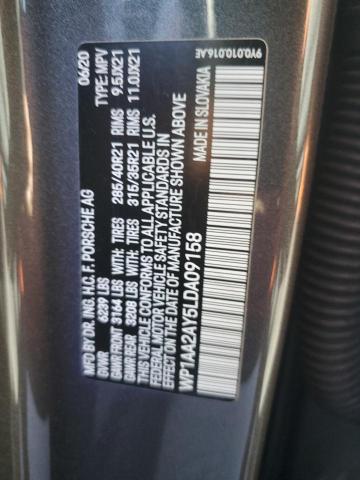 MFD. BY DR. ING. H.C. F. PORSCHE AG 06/20
GVWR 6239 LBS TYPE: MPV
GAWR FRONT 3164 LBS WITH: TIRES 285/40R21 RIMS 9.5JX21
GAWR REAR 3200 LBS WITH: TIRES 315/35R21 RIMS 11.0JX21
THIS VEHICLE CONFORMS TO ALL APPLICABLE U.S.
FEDERAL MOTOR VEHICLE SAFETY STANDARDS IN
EFFECT ON THE DATE OF MANUFACTURE SHOWN ABOVE
WP1AA2AY5LDA09158 MADE IN SLOVAKIA
9Y0.010.016.AE